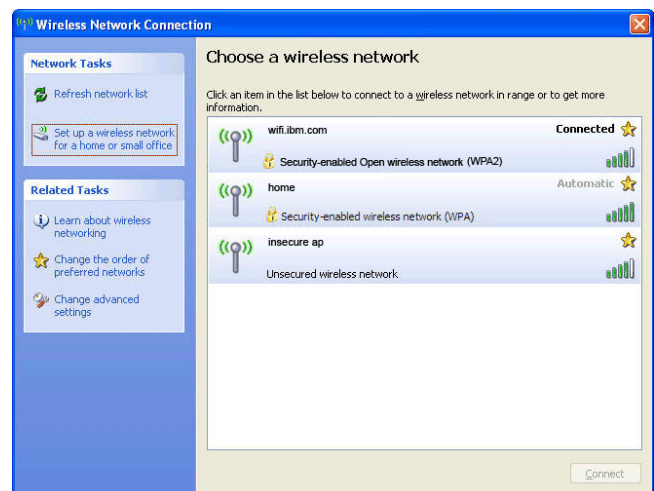 Wireless Network Connection
Network Tasks
Refresh network list
Set up a wireless network
for a home or small office
Related Tasks
Learn about wireless
networking
Change the order of
preferred networks
Change advanced
settings
Choose a wireless network
Click an item in the list below to connect to a wireless network in range or to get more
information.
wifi.ibm.com
Connected
Security-enabled Open wireless network (WPA2)
home
Automatic
Security-enabled wireless network (WPA)
insecure ap
Unsecured wireless network
Connect